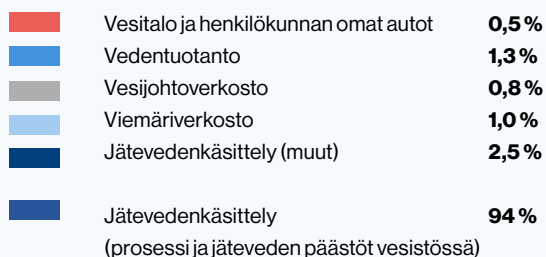 Vesitalo ja henkilökunnan omat autot 0,5 %
Vedentuotanto 1,3 %
Vesijohtoverkosto 0,8 %
Viemäriverkosto 1,0 %
Jätevedenkäsittely (muut) 2,5 %
Jätevedenkäsittely 94 %
(prosessi ja jäteveden päästöt vesistössä)